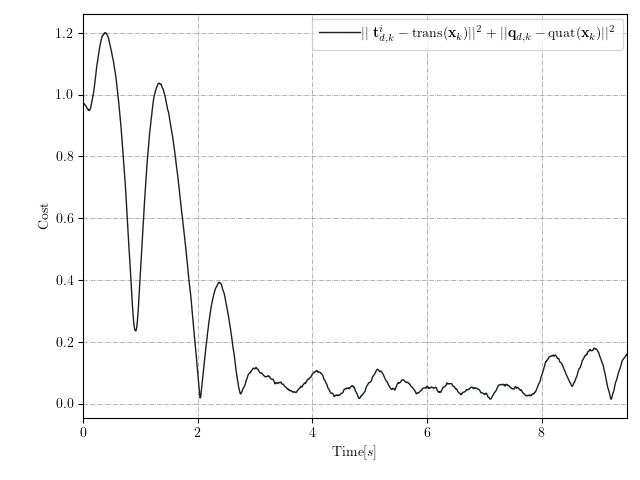 || t^i_{d,k} − trans(x_k)||² + ||q_{d,k} − quat(x_k)||²
1.2
1.0
0.8
0.6
0.4
0.2
0.0
Cost
0 2 4 6 8
Time[s]